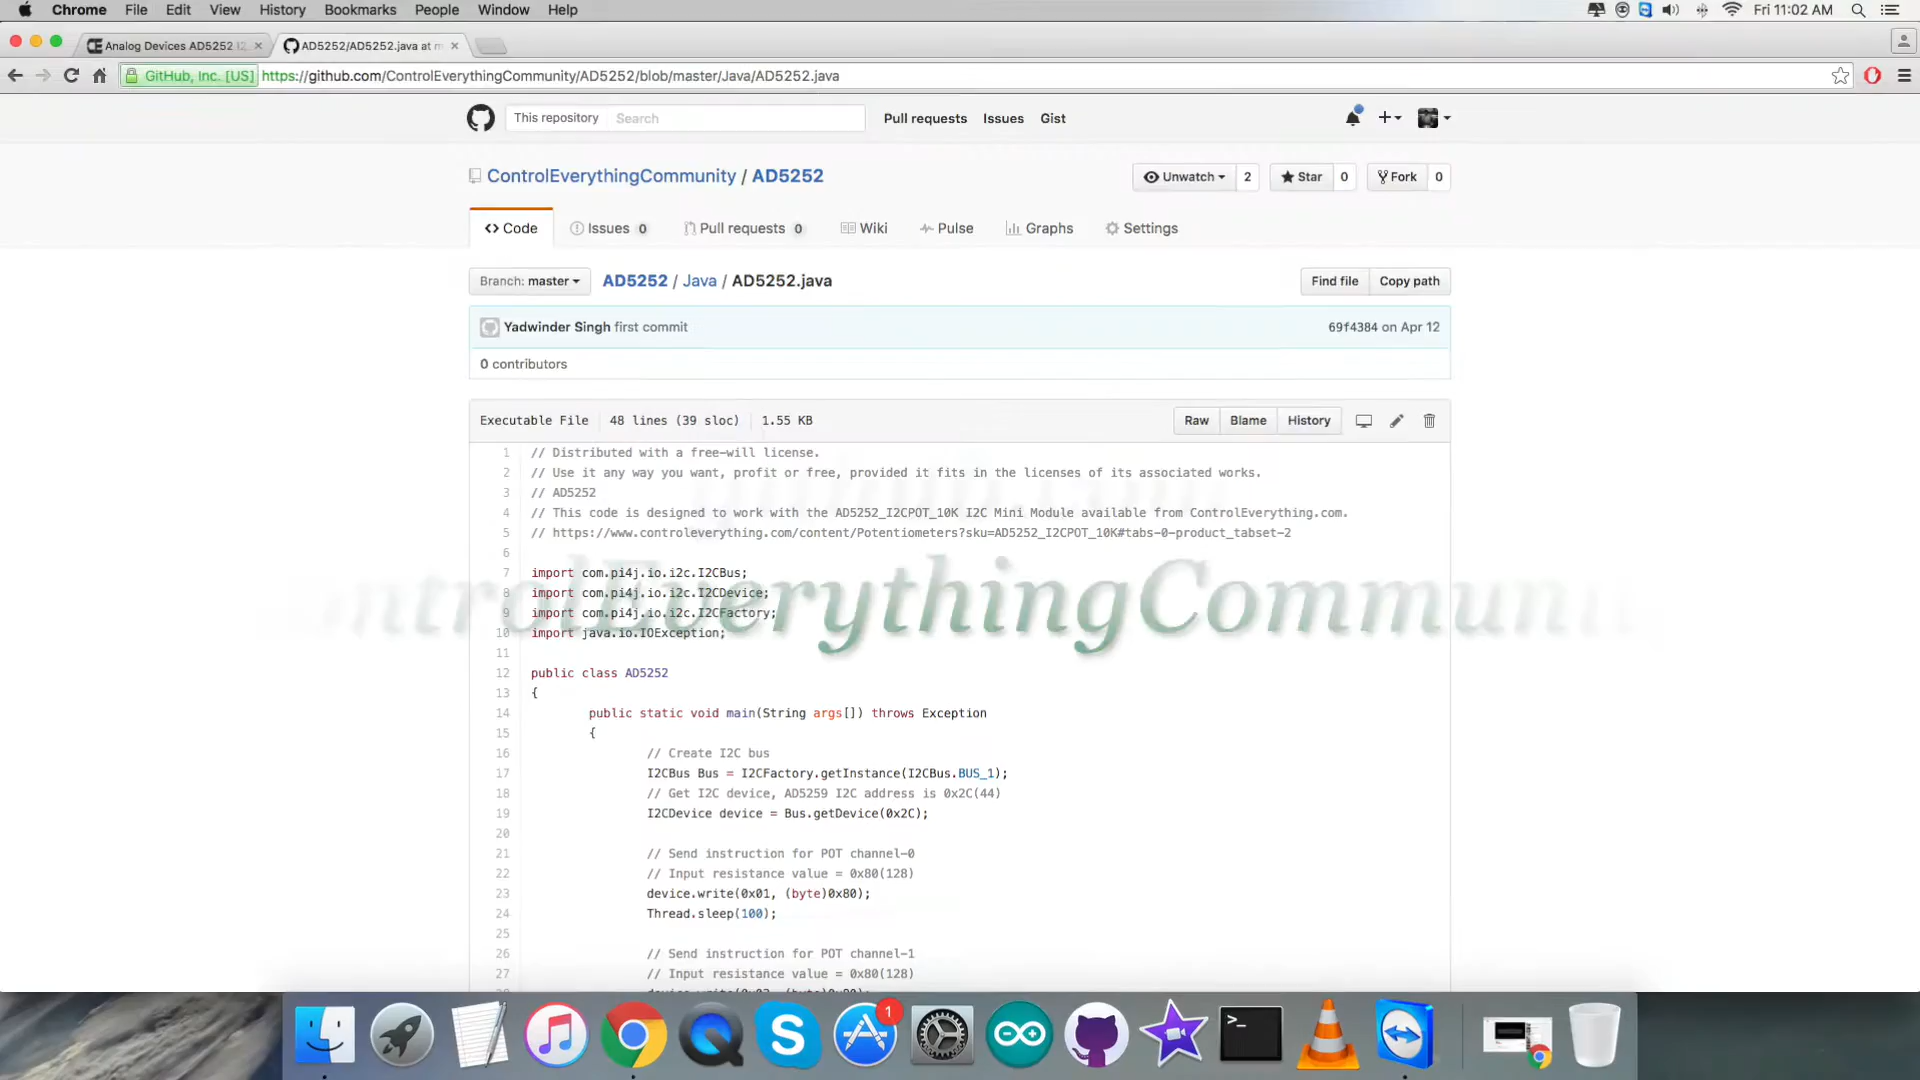 Chrome File Edit View History Bookmarks People Window Help Fri 11:02 AM
Analog Devices AD5252 I2 AD5252/AD5252.java at m
GitHub, Inc. [US] https://github.com/ControlEverythingCommunity/AD5252/blob/master/Java/AD5252.java
This repository Search Pull requests Issues Gist
ControlEverythingCommunity / AD5252 Unwatch 2 Star 0 Fork 0
Code Issues 0 Pull requests 0 Wiki Pulse Graphs Settings
Branch: master AD5252 / Java / AD5252.java Find file Copy path
Yadwinder Singh first commit 69f4384 on Apr 12
0 contributors
Executable File 48 lines (39 sloc) 1.55 KB Raw Blame History
1 // Distributed with a free-will license.
2 // Use it any way you want, profit or free, provided it fits in the licenses of its associated works.
3 // AD5252
4 // This code is designed to work with the AD5252_I2CPOT_10K I2C Mini Module available from ControlEverything.com.
5 // https://www.controleverything.com/content/Potentiometers?sku=AD5252_I2CPOT_10K#tabs-0-product_tabset-2
6
7 import com.pi4j.io.i2c.I2CBus;
8 import com.pi4j.io.i2c.I2CDevice;
9 import com.pi4j.io.i2c.I2CFactory;
ntrolEverythingCommuni
10 import java.io.IOException;
11
12 public class AD5252
13 {
14 public static void main(String args[]) throws Exception
15 {
16 // Create I2C bus
17 I2CBus Bus = I2CFactory.getInstance(I2CBus.BUS_1);
18 // Get I2C device, AD5259 I2C address is 0x2C(44)
19 I2CDevice device = Bus.getDevice(0x2C);
20
21 // Send instruction for POT channel-0
22 // Input resistance value = 0x80(128)
23 device.write(0x01, (byte)0x80);
24 Thread.sleep(100);
25
26 // Send instruction for POT channel-1
27 // Input resistance value = 0x80(128)
1